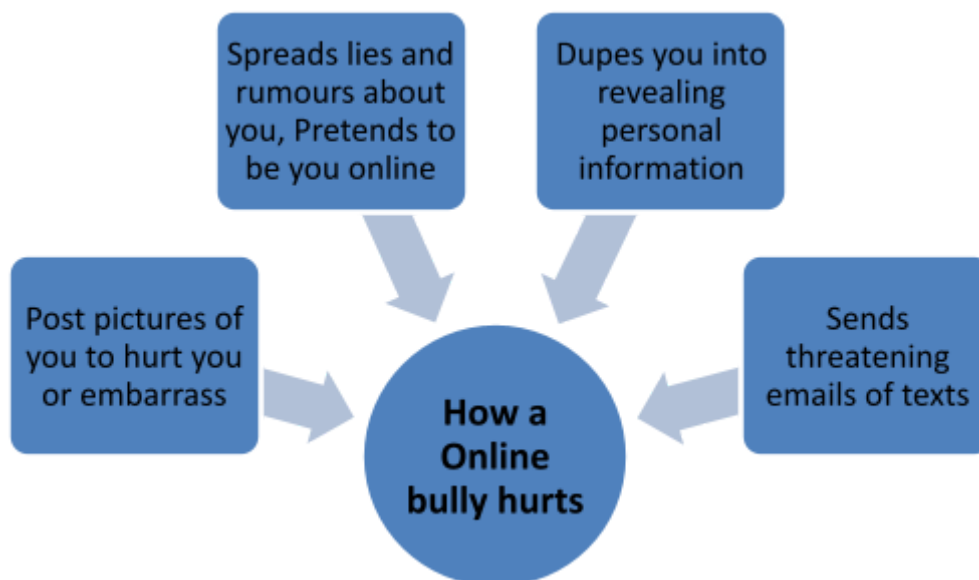 Spreads lies and
rumours about
you, Pretends to
be you online
Dupes you into
revealing
personal
information
Post pictures of
you to hurt you
or embarrass
Sends
threatening
emails of texts
How a
Online
bully hurts